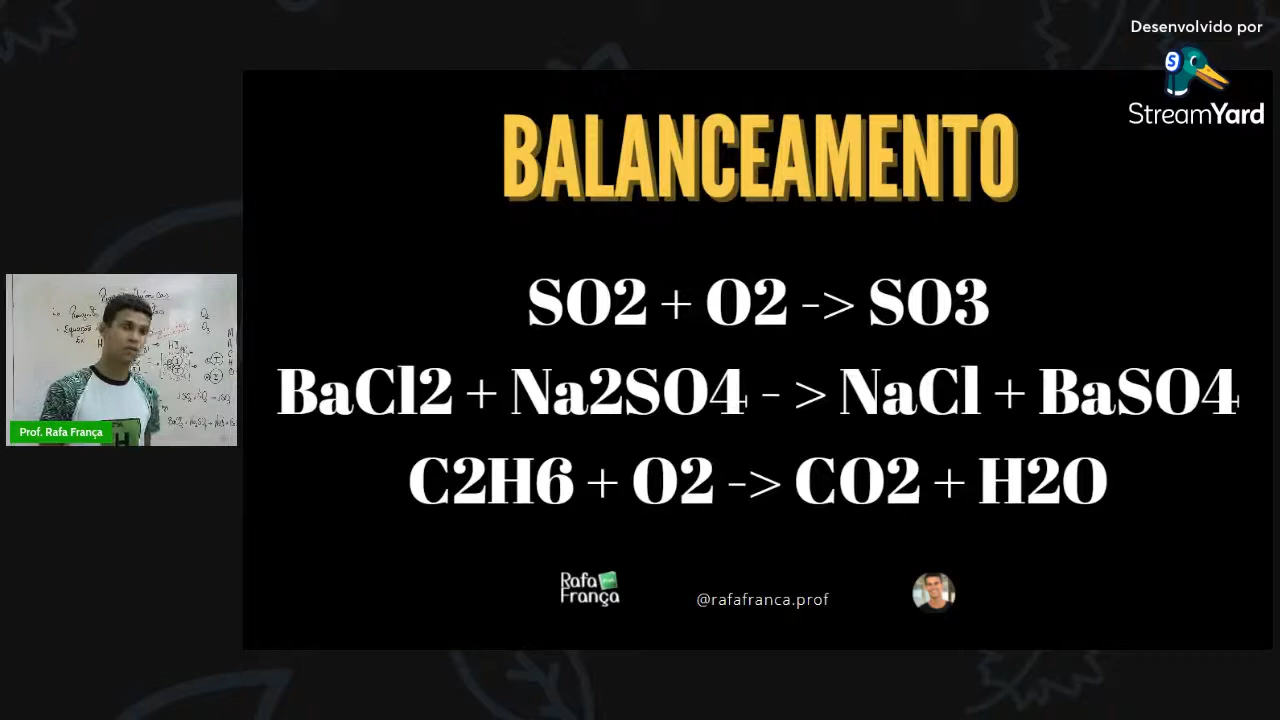 Desenvolvido por
StreamYard
BALANCEAMENTO
SO2 + O2 -> SO3
BaCl2 + Na2SO4 - > NaCl + BaSO4
C2H6 + O2 -> CO2 + H2O
Prof. Rafa França
Rafa
França
@rafafranca.prof